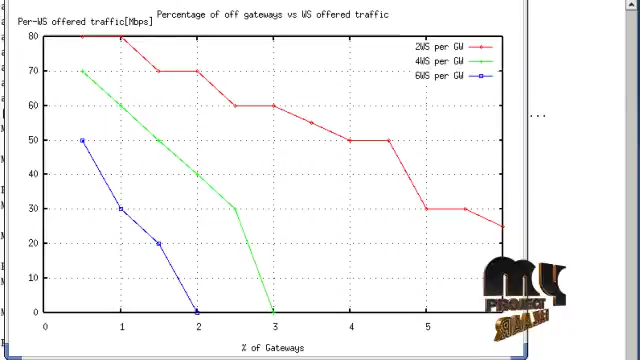 Percentage of off gateways vs WS offered traffic
Per-WS offered traffic[Mbps]
80
70
60
50
40
30
20
10
0
2WS per GW
4WS per GW
6WS per GW
0 1 2 3 4 5
% of Gateways
...
MY
PROJECT